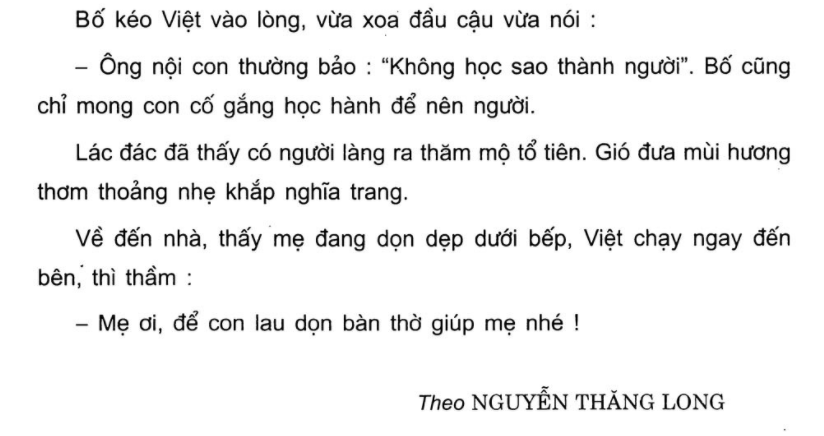 Bố kéo Việt vào lòng, vừa xoa đầu cậu vừa nói :
– Ông nội con thường bảo : “Không học sao thành người”. Bố cũng
chỉ mong con cố gắng học hành để nên người.
Lác đác đã thấy có người làng ra thăm mộ tổ tiên. Gió đưa mùi hương
thơm thoảng nhẹ khắp nghĩa trang.
Về đến nhà, thấy mẹ đang dọn dẹp dưới bếp, Việt chạy ngay đến
bên, thì thầm :
– Mẹ ơi, để con lau dọn bàn thờ giúp mẹ nhé !
Theo NGUYỄN THĂNG LONG